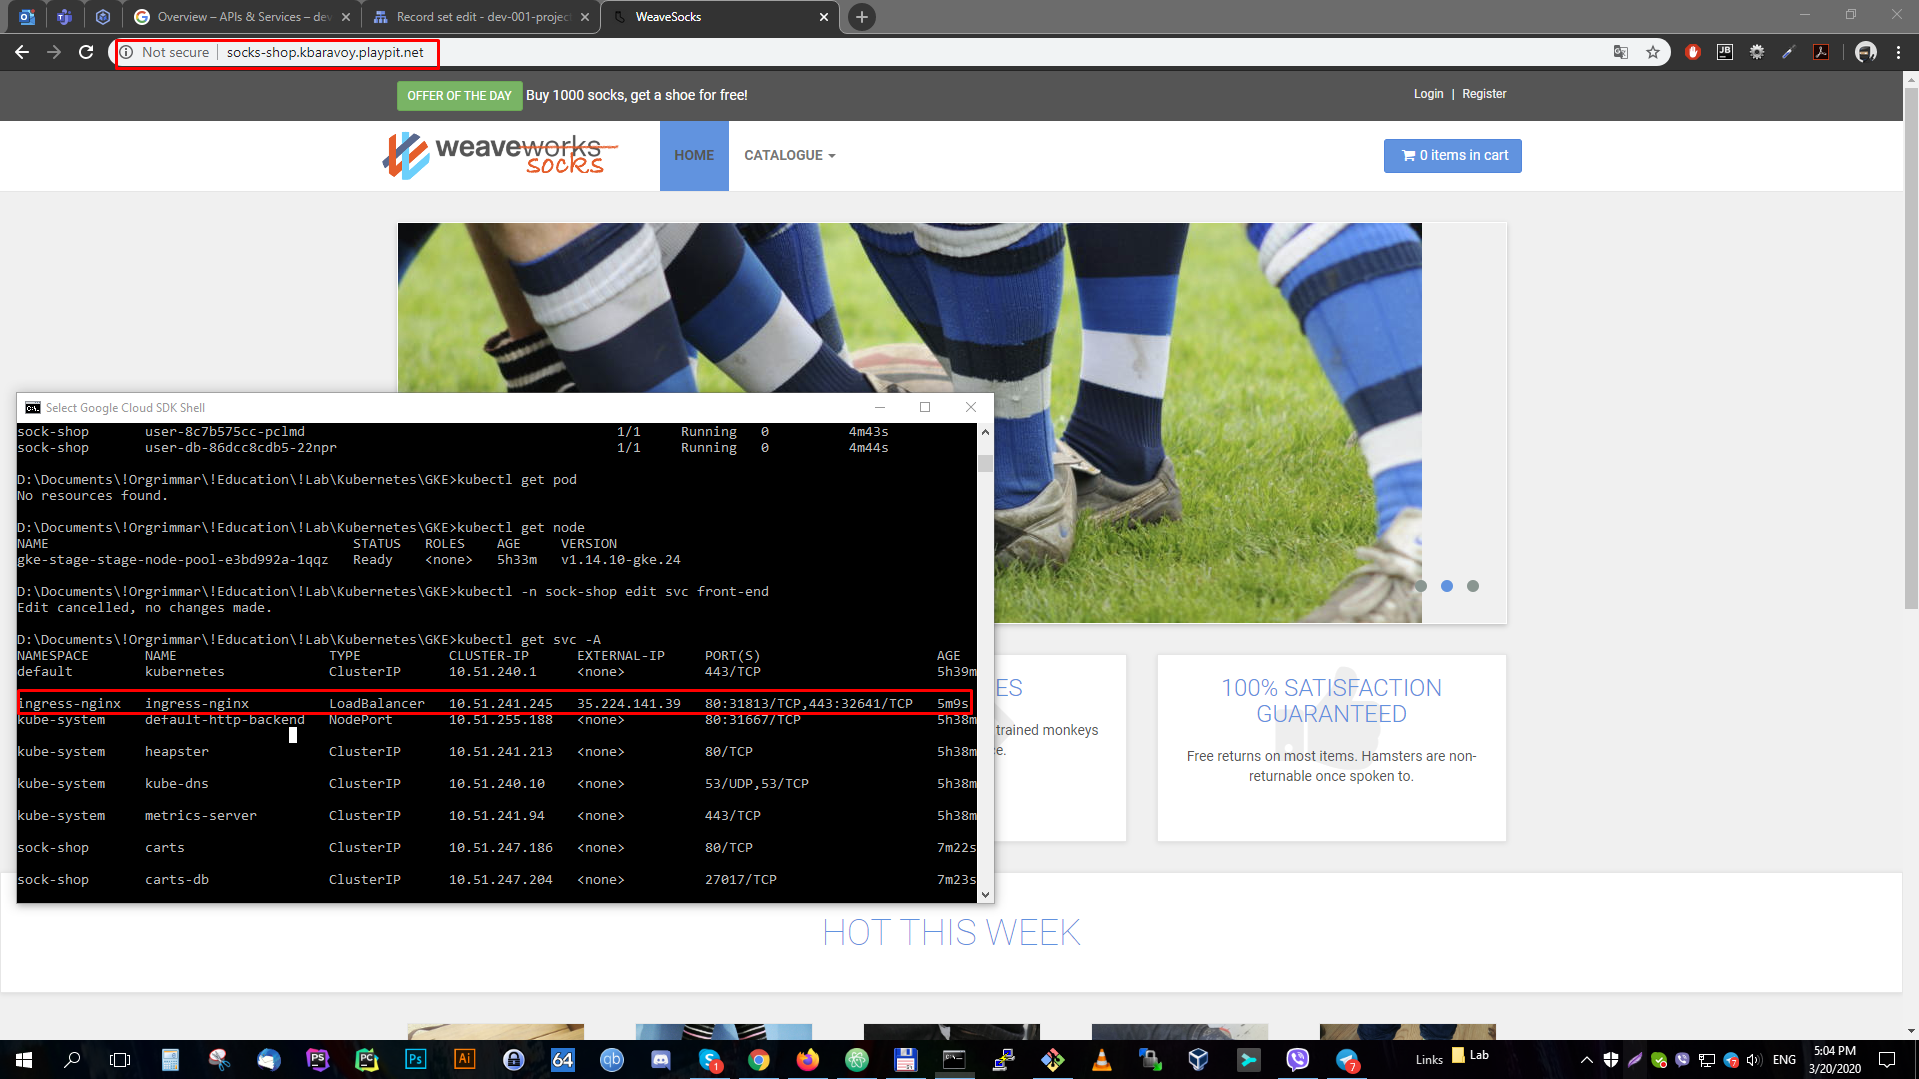 Overview – APIs & Services – dev
Record set edit - dev-001-project
WeaveSocks
Not secure
socks-shop.kbaravoy.playpit.net
JB
OFFER OF THE DAY
Buy 1000 socks, get a shoe for free!
Login | Register
weaveworks
socks
HOME
CATALOGUE
0 items in cart
Select Google Cloud SDK Shell
sock-shop user-8c7b575cc-pclmd 1/1 Running 0 4m43s
sock-shop user-db-86dcc8cdb5-22npr 1/1 Running 0 4m44s
D:\Documents\!Orgrimmar\!Education\!Lab\Kubernetes\GKE>kubectl get pod
No resources found.
D:\Documents\!Orgrimmar\!Education\!Lab\Kubernetes\GKE>kubectl get node
NAME STATUS ROLES AGE VERSION
gke-stage-stage-node-pool-e3bd992a-1qqz Ready <none> 5h33m v1.14.10-gke.24
D:\Documents\!Orgrimmar\!Education\!Lab\Kubernetes\GKE>kubectl -n sock-shop edit svc front-end
Edit cancelled, no changes made.
D:\Documents\!Orgrimmar\!Education\!Lab\Kubernetes\GKE>kubectl get svc -A
NAMESPACE NAME TYPE CLUSTER-IP EXTERNAL-IP PORT(S) AGE
default kubernetes ClusterIP 10.51.240.1 <none> 443/TCP 5h39m
ingress-nginx ingress-nginx LoadBalancer 10.51.241.245 35.224.141.39 80:31813/TCP,443:32641/TCP 5m9s
kube-system default-http-backend NodePort 10.51.255.188 <none> 80:31667/TCP 5h38m
kube-system heapster ClusterIP 10.51.241.213 <none> 80/TCP 5h38m
kube-system kube-dns ClusterIP 10.51.240.10 <none> 53/UDP,53/TCP 5h38m
kube-system metrics-server ClusterIP 10.51.241.94 <none> 443/TCP 5h38m
sock-shop carts ClusterIP 10.51.247.186 <none> 80/TCP 7m22s
sock-shop carts-db ClusterIP 10.51.247.204 <none> 27017/TCP 7m23s
ES
trained monkeys
ce.
100% SATISFACTION
GUARANTEED
Free returns on most items. Hamsters are non-
returnable once spoken to.
HOT THIS WEEK
PS
PC
Ps
Ai
64
qb
1
7
Links
Lab
ENG
5:04 PM
3/20/2020